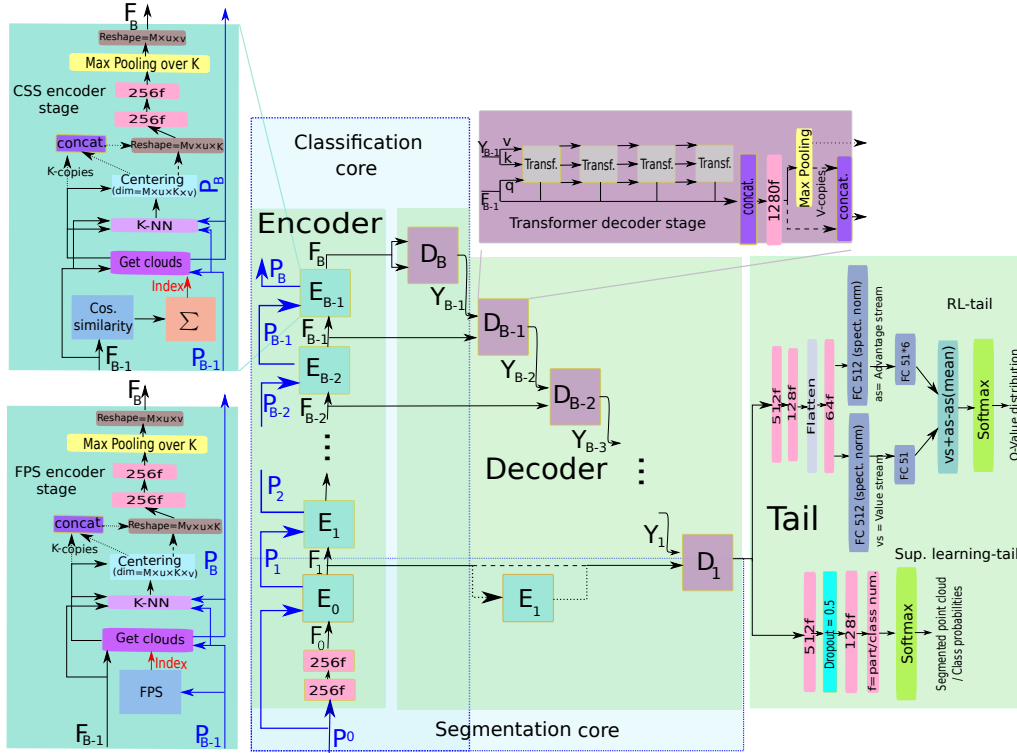 F_B
Reshape=M×u×v
Max Pooling over K
CSS encoder
stage
256f
256f
concat.
Reshape=Mv×u×K
K-copies
Centering
(dim=M×u×K×v)
P_B
K-NN
Get clouds
Index
Cos.
similarity
Σ
F_B-1
P_B-1
F_B
Reshape=M×u×v
Max Pooling over K
FPS encoder
stage
256f
256f
concat.
Reshape=Mv×u×K
K-copies
Centering
(dim=M×u×K×v)
P_B
K-NN
Get clouds
Index
FPS
F_B-1
P_B-1
Classification
core
Encoder
F_B
P_B
E_B-1
P_B-1
F_B-1
E_B-2
P_B-2
F_B-2
...
P_2
E_1
P_1
F_1
E_0
F_0
256f
256f
P^0
Segmentation core
D_B
Y_B-1
D_B-1
Y_B-2
D_B-2
Y_B-3
Decoder
...
Y_1
D_1
E_1
Y_B-1
v
k
q
F_B-1
Transf.
Transf.
Transf.
Transf.
Transformer decoder stage
concat.
1280f
Max Pooling
V-copies
concat.
RL-tail
512f
128f
Flatten
64f
FC 512 (spect. norm)
as= Advantage stream
FC 51*6
FC 512 (spect. norm)
vs = Value stream
FC 51
vs+as-as(mean)
Softmax
Q-Value distribution
Tail
Sup. learning-tail
512f
Dropout = 0.5
128f
f=part/class num.
Softmax
Segmented point cloud
/ Class probabilities